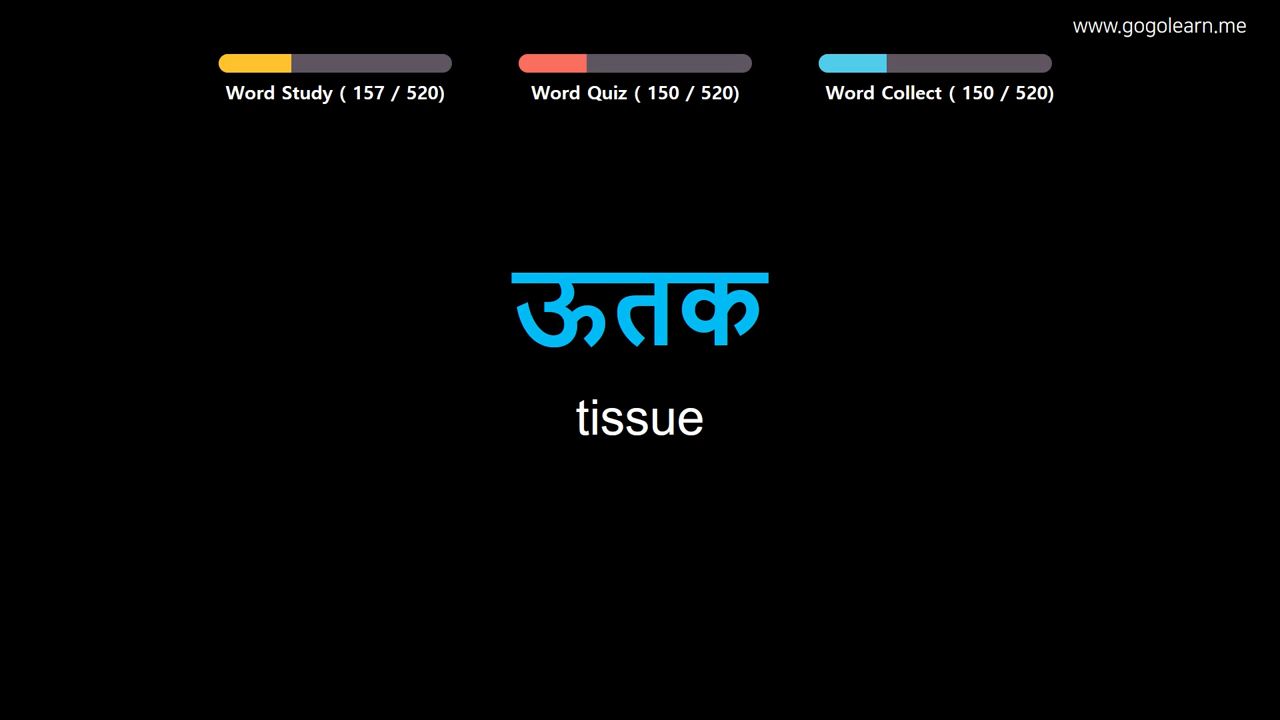 www.gogolearn.me
Word Study ( 157 / 520)
Word Quiz ( 150 / 520)
Word Collect ( 150 / 520)
ऊतक
tissue